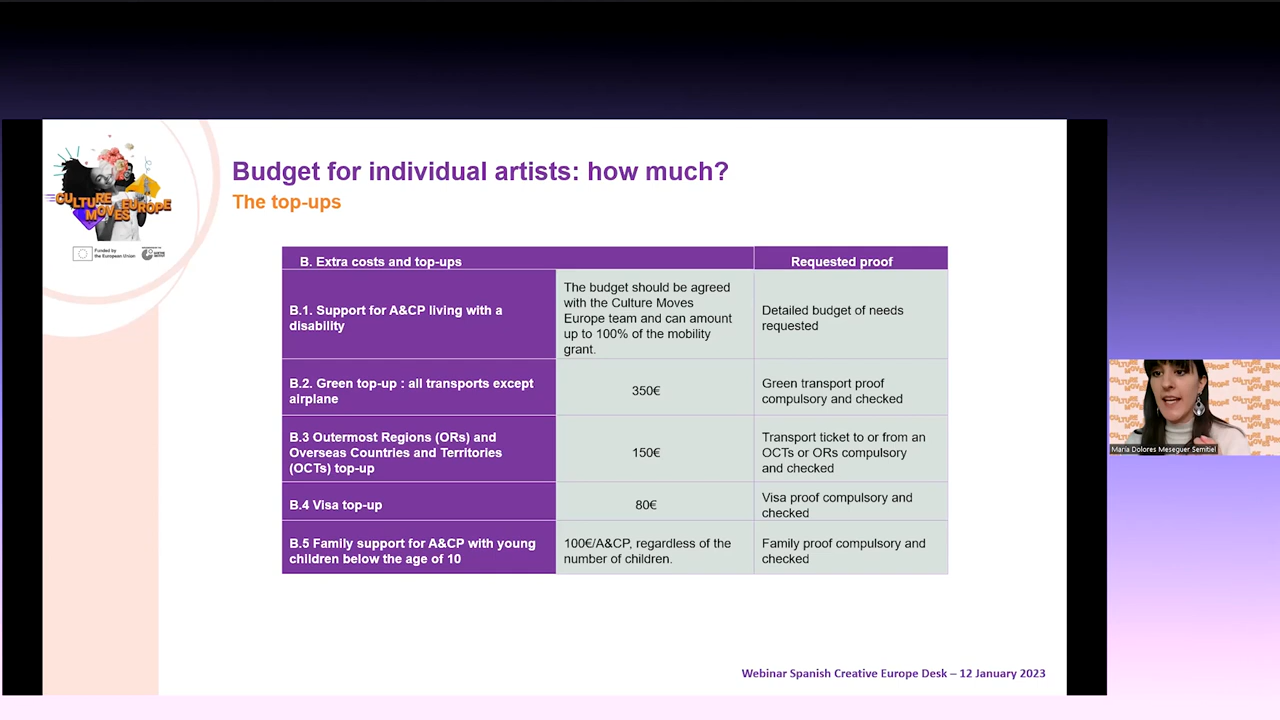 Budget for individual artists: how much?
The top-ups
CULTURE
MOVES EUROPE
Funded by
the European Union
B. Extra costs and top-ups
Requested proof
B.1. Support for A&CP living with a
disability
The budget should be agreed
with the Culture Moves
Europe team and can amount
up to 100% of the mobility
grant.
Detailed budget of needs
requested
B.2. Green top-up : all transports except
airplane
350€
Green transport proof
compulsory and checked
B.3 Outermost Regions (ORs) and
Overseas Countries and Territories
(OCTs) top-up
150€
Transport ticket to or from an
OCTs or ORs compulsory
and checked
B.4 Visa top-up
80€
Visa proof compulsory and
checked
B.5 Family support for A&CP with young
children below the age of 10
100€/A&CP, regardless of the
number of children.
Family proof compulsory and
checked
Maria Dolores Meseguer Semitiel
Webinar Spanish Creative Europe Desk – 12 January 2023